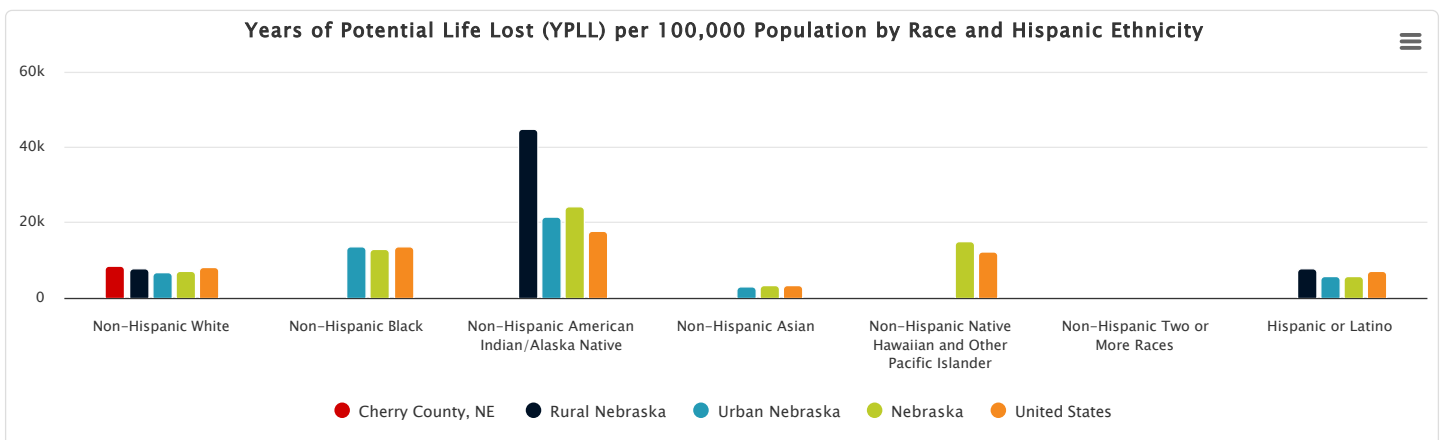 Years of Potential Life Lost (YPLL) per 100,000 Population by Race and Hispanic Ethnicity
60k
40k
20k
0
Non-Hispanic White
Non-Hispanic Black
Non-Hispanic American
Indian/Alaska Native
Non-Hispanic Asian
Non-Hispanic Native
Hawaiian and Other
Pacific Islander
Non-Hispanic Two or
More Races
Hispanic or Latino
Cherry County, NE
Rural Nebraska
Urban Nebraska
Nebraska
United States